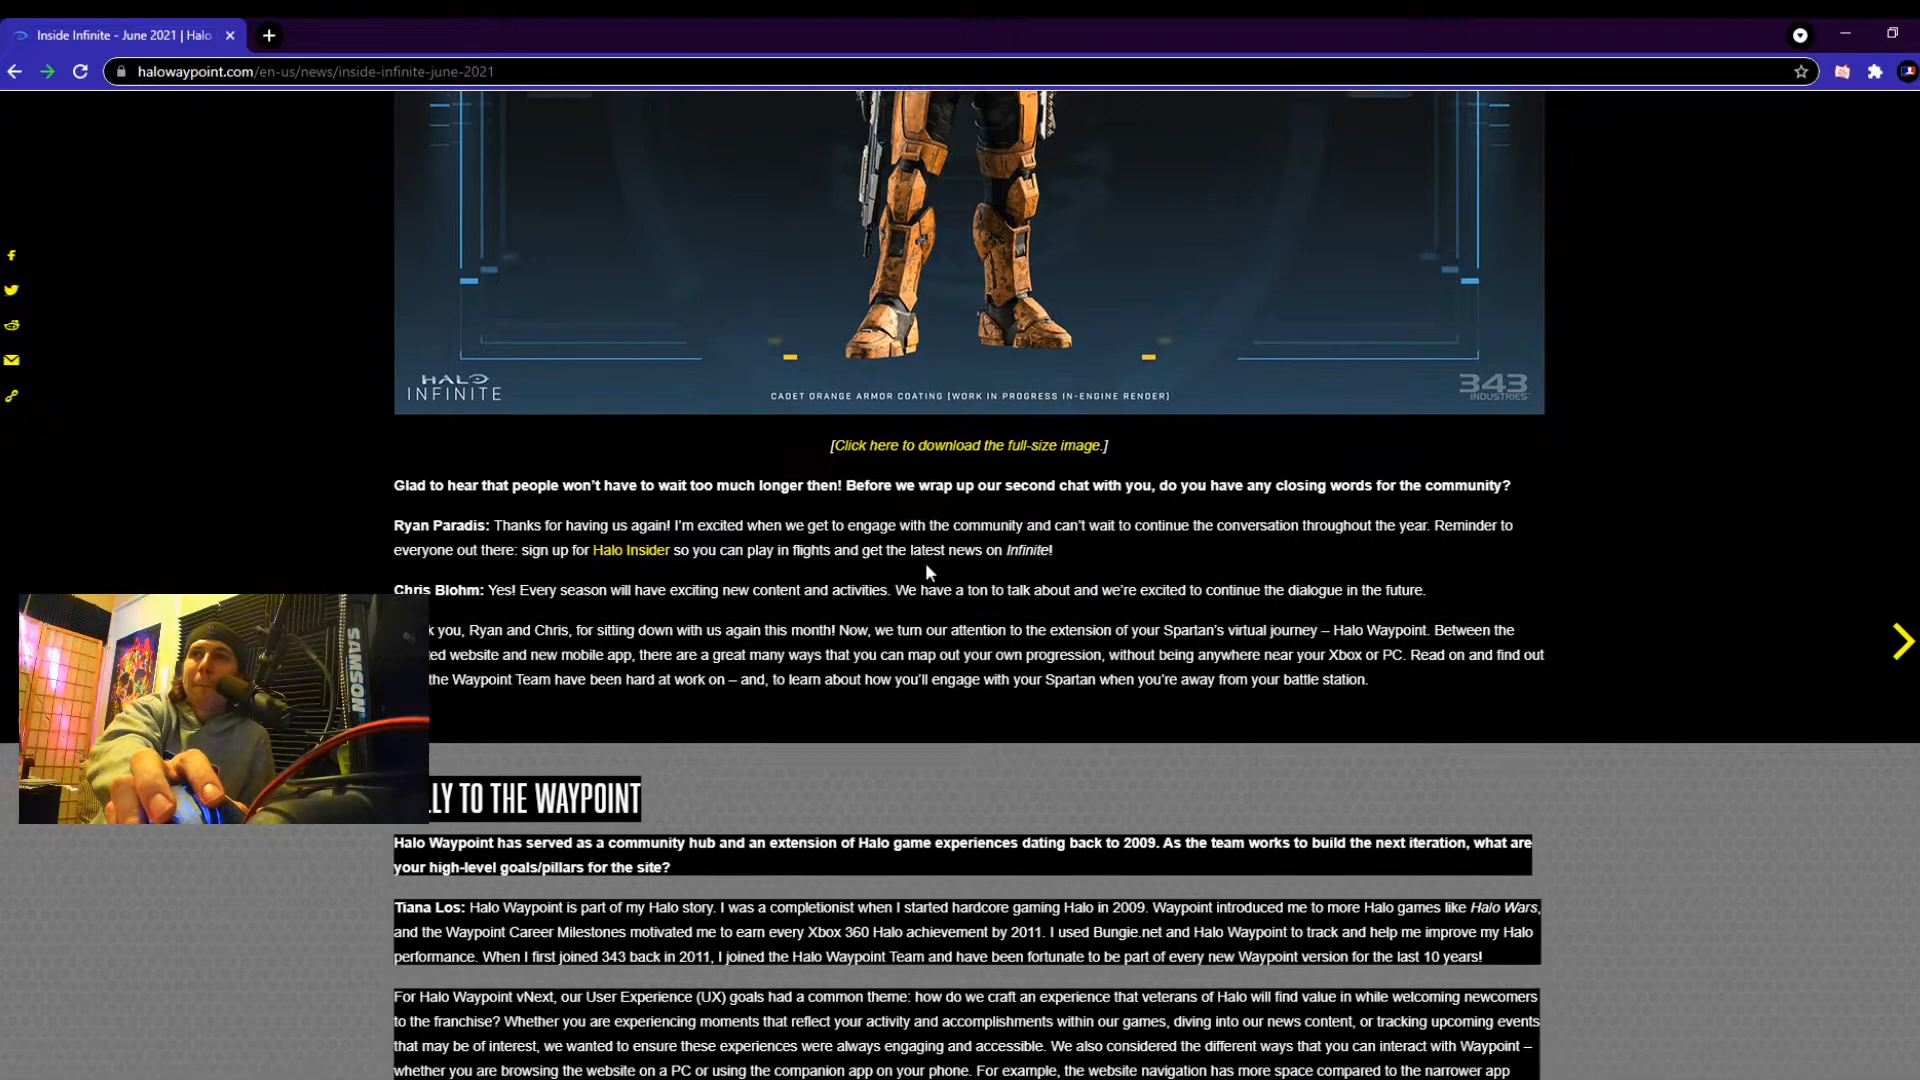 Inside Infinite - June 2021 | Halo
halowaypoint.com/en-us/news/inside-infinite-june-2021
HALO
INFINITE
CADET ORANGE ARMOR COATING [WORK IN PROGRESS IN-ENGINE RENDER]
343
INDUSTRIES
[Click here to download the full-size image.]
Glad to hear that people won’t have to wait too much longer then! Before we wrap up our second chat with you, do you have any closing words for the community?
Ryan Paradis: Thanks for having us again! I’m excited when we get to engage with the community and can’t wait to continue the conversation throughout the year. Reminder to
everyone out there: sign up for Halo Insider so you can play in flights and get the latest news on Infinite!
Chris Blohm: Yes! Every season will have exciting new content and activities. We have a ton to talk about and we’re excited to continue the dialogue in the future.
k you, Ryan and Chris, for sitting down with us again this month! Now, we turn our attention to the extension of your Spartan’s virtual journey – Halo Waypoint. Between the
ted website and new mobile app, there are a great many ways that you can map out your own progression, without being anywhere near your Xbox or PC. Read on and find out
the Waypoint Team have been hard at work on – and, to learn about how you’ll engage with your Spartan when you’re away from your battle station.
SAMSON
LLY TO THE WAYPOINT
Halo Waypoint has served as a community hub and an extension of Halo game experiences dating back to 2009. As the team works to build the next iteration, what are
your high-level goals/pillars for the site?
Tiana Los: Halo Waypoint is part of my Halo story. I was a completionist when I started hardcore gaming Halo in 2009. Waypoint introduced me to more Halo games like Halo Wars,
and the Waypoint Career Milestones motivated me to earn every Xbox 360 Halo achievement by 2011. I used Bungie.net and Halo Waypoint to track and help me improve my Halo
performance. When I first joined 343 back in 2011, I joined the Halo Waypoint Team and have been fortunate to be part of every new Waypoint version for the last 10 years!
For Halo Waypoint vNext, our User Experience (UX) goals had a common theme: how do we craft an experience that veterans of Halo will find value in while welcoming newcomers
to the franchise? Whether you are experiencing moments that reflect your activity and accomplishments within our games, diving into our news content, or tracking upcoming events
that may be of interest, we wanted to ensure these experiences were always engaging and accessible. We also considered the different ways that you can interact with Waypoint –
whether you are browsing the website on a PC or using the companion app on your phone. For example, the website navigation has more space compared to the narrower app